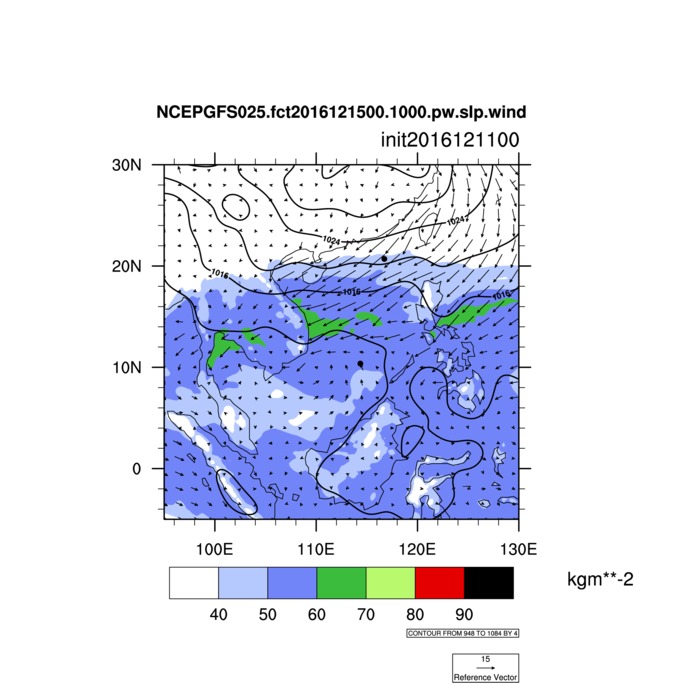 NCEPGFS025.fct2016121500.1000.pw.slp.wind
init2016121100
30N
1024
1024
20N
1016
1016
1016
10N
0
100E 110E 120E 130E
kgm**-2
40 50 60 70 80 90
CONTOUR FROM 948 TO 1084 BY 4
15
Reference Vector